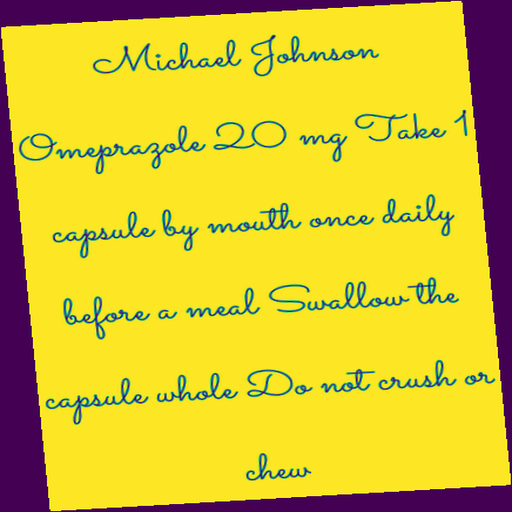 Michael Johnson
Omeprazole 20 mg Take 1
capsule by mouth once daily
before a meal Swallow the
capsule whole Do not crush or
chew